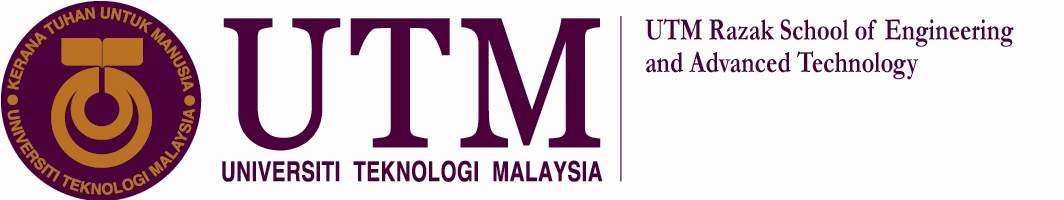 KERANA TUHAN UNTUK MANUSIA
UNIVERSITI TEKNOLOGI MALAYSIA
UTM
UNIVERSITI TEKNOLOGI MALAYSIA
UTM Razak School of Engineering
and Advanced Technology